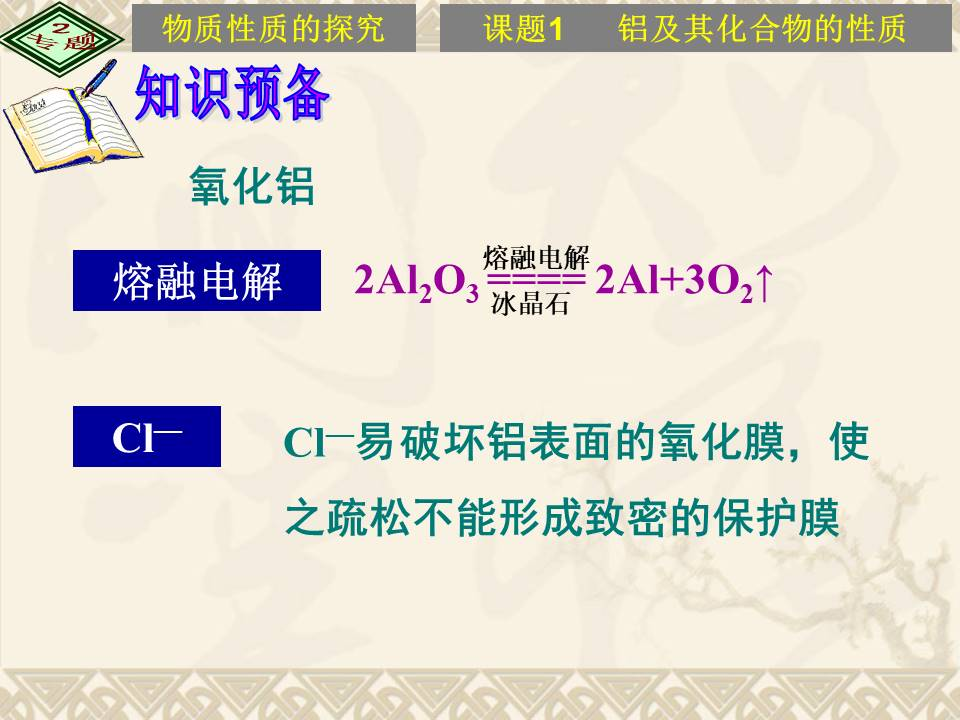 2
专题
物质性质的探究
课题1 铝及其化合物的性质
知识预备
氧化铝
熔融电解
熔融电解
2Al₂O₃ ==== 2Al+3O₂↑
冰晶石
Cl—
Cl—易破坏铝表面的氧化膜，使
之疏松不能形成致密的保护膜